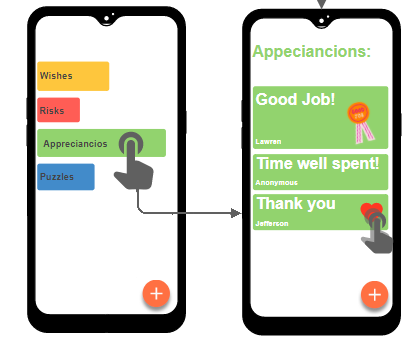 Wishes
Risks
Appreciancios
Puzzles
Appeciancions:
Good Job!
Lawren
Time well spent!
Anonymous
Thank you
Jefferson